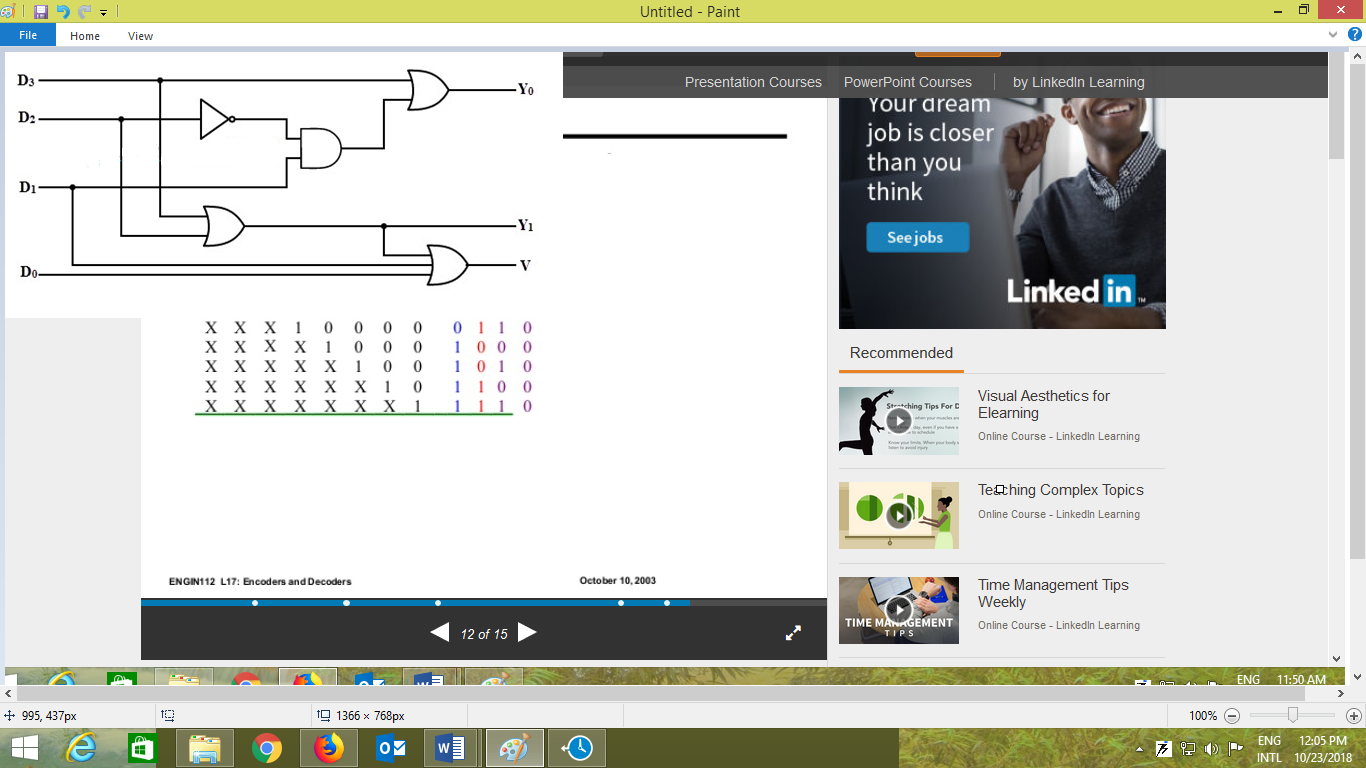 Untitled - Paint
File
Home
View
Presentation Courses
PowerPoint Courses
by LinkedIn Learning
D3
Y0
D2
D1
Y1
D0
V
Your dream
job is closer
than you
think
See jobs
Linked in ™
X X X 1 0 0 0 0 0 1 1 0
X X X X 1 0 0 0 1 0 0 0
X X X X X 1 0 0 1 0 1 0
X X X X X X 1 0 1 1 0 0
X X X X X X X 1 1 1 1 0
Recommended
Stretching Tips For D
Visual Aesthetics for
Elearning
Online Course - LinkedIn Learning
Teaching Complex Topics
Online Course - LinkedIn Learning
TIME MANAGEMENT
TIPS
Time Management Tips
Weekly
Online Course - LinkedIn Learning
ENGIN112 L17: Encoders and Decoders
October 10, 2003
12 of 15
ENG
11:50 AM
995, 437px
1366 × 768px
100%
ENG
INTL
12:05 PM
10/23/2018